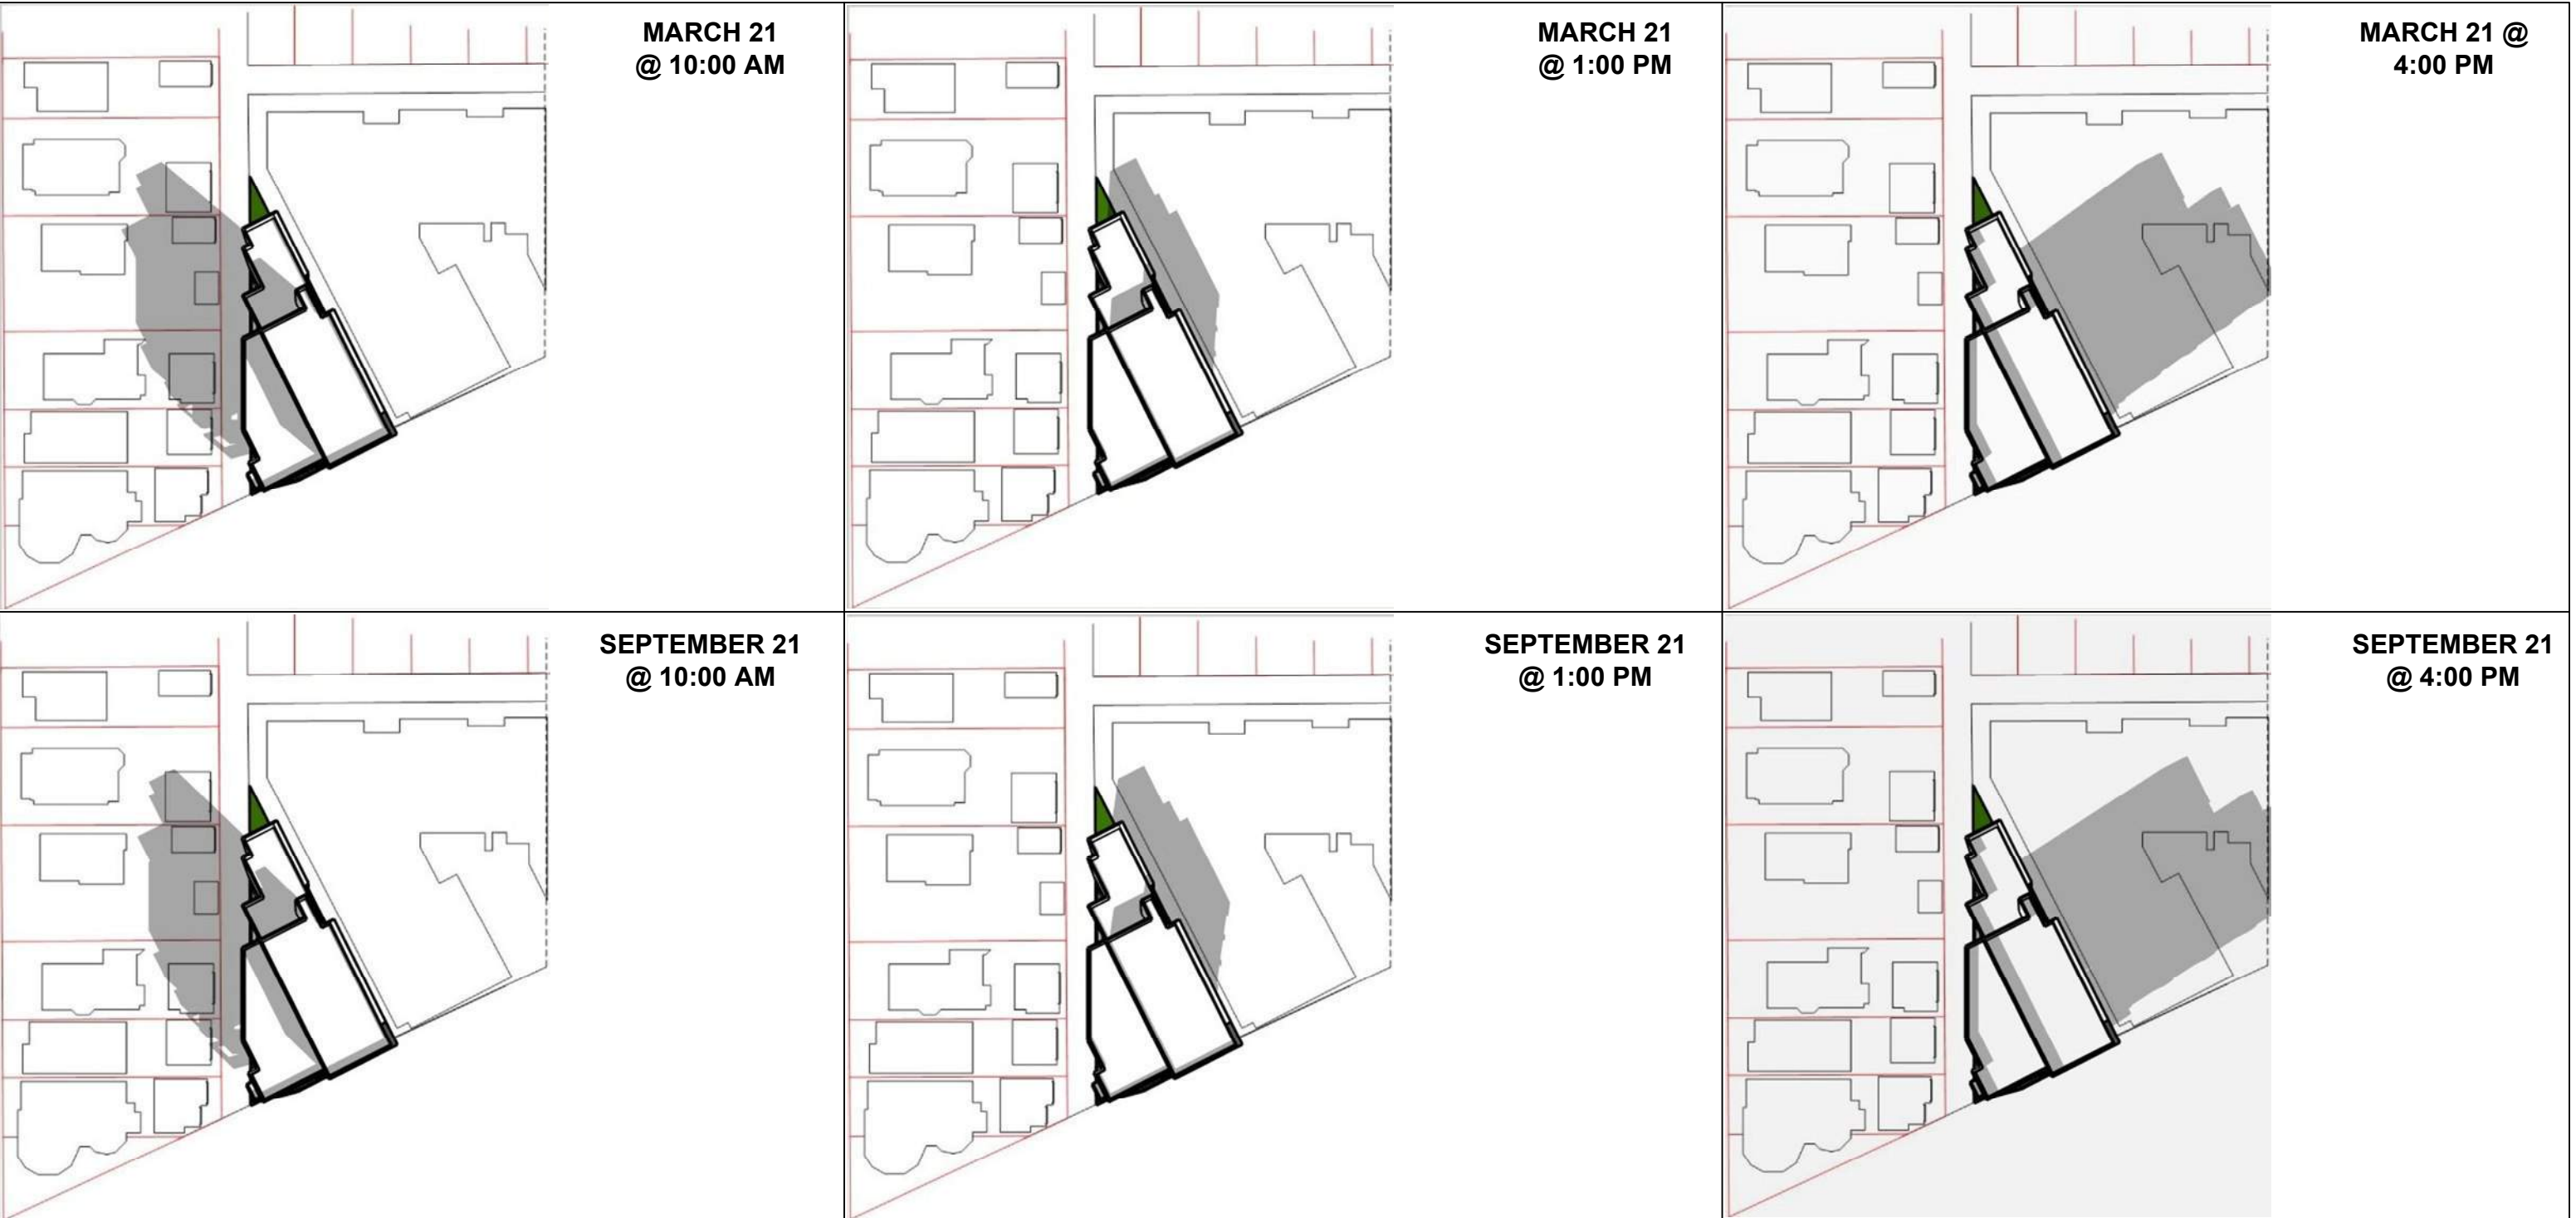 MARCH 21
@ 10:00 AM
MARCH 21
@ 1:00 PM
MARCH 21 @
4:00 PM
SEPTEMBER 21
@ 10:00 AM
SEPTEMBER 21
@ 1:00 PM
SEPTEMBER 21
@ 4:00 PM